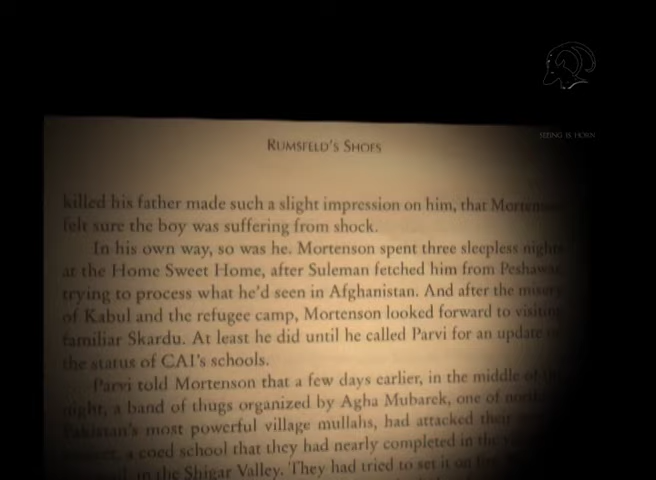 SEEING IS HORN
RUMSFELD'S SHOES
killed his father made such a slight impression on him, that Mortenson
felt sure the boy was suffering from shock.
In his own way, so was he. Mortenson spent three sleepless nights
at the Home Sweet Home, after Suleman fetched him from Peshawar,
trying to process what he'd seen in Afghanistan. And after the misery
of Kabul and the refugee camp, Mortenson looked forward to visiting
familiar Skardu. At least he did until he called Parvi for an update
the status of CAI's schools.
Parvi told Mortenson that a few days earlier, in the middle of the
night, a band of thugs organized by Agha Mubarek, one of
Pakistan's most powerful village mullahs, had attacked their
a coed school that they had nearly completed in the
in the Shigar Valley. They had tried to set it on